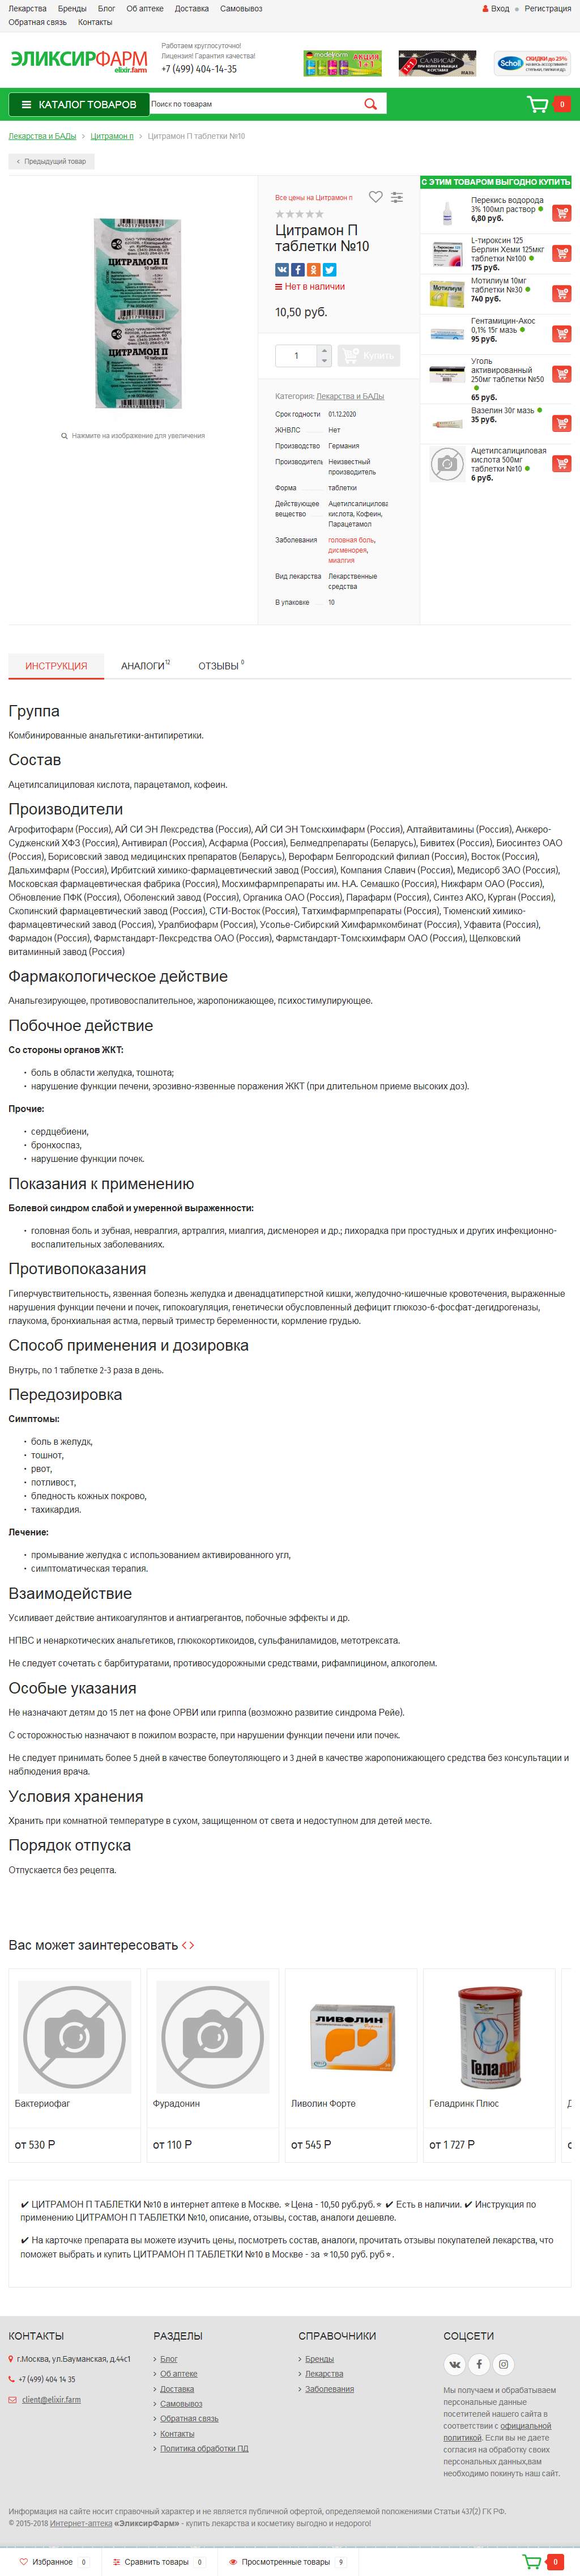 Лекарства Бренды Блог Об аптеке Доставка Самовывоз
Обратная связь Контакты
Вход Регистрация
ЭЛИКСИРФАРМ
elixir.farm
Работаем круглосуточно!
Лицензия! Гарантия качества!
+7 (499) 404-14-35
АКЦИЯ
1+1
САЛВИСАР
МАЗЬ
Scholl
СКИДКИ до 25%
КАТАЛОГ ТОВАРОВ
Поиск по товарам
0
Лекарства и БАДы > Цитрамон п > Цитрамон П таблетки №10
Предыдущий товар
ЦИТРАМОН П
10 таблеток
ЦИТРАМОН П
10 таблеток
Нажмите на изображение для увеличения
Все цены на Цитрамон п
Цитрамон П
таблетки №10
Нет в наличии
10,50 руб.
1
Купить
Категория: Лекарства и БАДы
Срок годности 01.12.2020
ЖНВЛС Нет
Производство Германия
Производитель Неизвестный
производитель
Форма таблетки
Действующее Ацетилсалицилова
вещество кислота, Кофеин,
Парацетамол
Заболевания головная боль,
дисменорея,
миалгия
Вид лекарства Лекарственные
средства
В упаковке 10
С ЭТИМ ТОВАРОМ ВЫГОДНО КУПИТЬ
Перекись водорода
3% 100мл раствор
6,80 руб.
L-тироксин 125
Берлин Хеми 125мкг
таблетки №100
175 руб.
Мотилиум 10мг
таблетки №30
740 руб.
Гентамицин-Акос
0,1% 15г мазь
95 руб.
Уголь
активированный
250мг таблетки №50
65 руб.
Вазелин 30г мазь
35 руб.
Ацетилсалициловая
кислота 500мг
таблетки №10
6 руб.
ИНСТРУКЦИЯ АНАЛОГИ 12 ОТЗЫВЫ 0
Группа
Комбинированные анальгетики-антипиретики.
Состав
Ацетилсалициловая кислота, парацетамол, кофеин.
Производители
Агрофитофарм (Россия), АЙ СИ ЭН Лексредства (Россия), АЙ СИ ЭН Томскхимфарм (Россия), Алтайвитамины (Россия), Анжеро-
Судженский ХФЗ (Россия), Антивирал (Россия), Асфарма (Россия), Белмедпрепараты (Беларусь), Бивитех (Россия), Биосинтез ОАО
(Россия), Борисовский завод медицинских препаратов (Беларусь), Верофарм Белгородский филиал (Россия), Восток (Россия),
Дальхимфарм (Россия), Ирбитский химико-фармацевтический завод (Россия), Компания Славич (Россия), Медисорб ЗАО (Россия),
Московская фармацевтическая фабрика (Россия), Мосхимфармпрепараты им. Н.А. Семашко (Россия), Нижфарм ОАО (Россия),
Обновление ПФК (Россия), Оболенский завод (Россия), Органика ОАО (Россия), Парафарм (Россия), Синтез АКО, Курган (Россия),
Скопинский фармацевтический завод (Россия), СТИ-Восток (Россия), Татхимфармпрепараты (Россия), Тюменский химико-
фармацевтический завод (Россия), Уралбиофарм (Россия), Усолье-Сибирский Химфармкомбинат (Россия), Уфавита (Россия),
Фармадон (Россия), Фармстандарт-Лексредства ОАО (Россия), Фармстандарт-Томскхимфарм ОАО (Россия), Щелковский
витаминный завод (Россия)
Фармакологическое действие
Анальгезирующее, противовоспалительное, жаропонижающее, психостимулирующее.
Побочное действие
Со стороны органов ЖКТ:
• боль в области желудка, тошнота;
• нарушение функции печени, эрозивно-язвенные поражения ЖКТ (при длительном приеме высоких доз).
Прочие:
• сердцебиени,
• бронхоспаз,
• нарушение функции почек.
Показания к применению
Болевой синдром слабой и умеренной выраженности:
• головная боль и зубная, невралгия, артралгия, миалгия, дисменорея и др.; лихорадка при простудных и других инфекционно-
воспалительных заболеваниях.
Противопоказания
Гиперчувствительность, язвенная болезнь желудка и двенадцатиперстной кишки, желудочно-кишечные кровотечения, выраженные
нарушения функции печени и почек, гипокоагуляция, генетически обусловленный дефицит глюкозо-6-фосфат-дегидрогеназы,
глаукома, бронхиальная астма, первый триместр беременности, кормление грудью.
Способ применения и дозировка
Внутрь, по 1 таблетке 2-3 раза в день.
Передозировка
Симптомы:
• боль в желудк,
• тошнот,
• рвот,
• потливост,
• бледность кожных покрово,
• тахикардия.
Лечение:
• промывание желудка с использованием активированного угл,
• симптоматическая терапия.
Взаимодействие
Усиливает действие антикоагулянтов и антиагрегантов, побочные эффекты и др.
НПВС и ненаркотических анальгетиков, глюкокортикоидов, сульфаниламидов, метотрексата.
Не следует сочетать с барбитуратами, противосудорожными средствами, рифампицином, алкоголем.
Особые указания
Не назначают детям до 15 лет на фоне ОРВИ или гриппа (возможно развитие синдрома Рейе).
С осторожностью назначают в пожилом возрасте, при нарушении функции печени или почек.
Не следует принимать более 5 дней в качестве болеутоляющего и 3 дней в качестве жаропонижающего средства без консультации и
наблюдения врача.
Условия хранения
Хранить при комнатной температуре в сухом, защищенном от света и недоступном для детей месте.
Порядок отпуска
Отпускается без рецепта.
Вас может заинтересовать
ЛИВОЛИН
Бактериофаг
от 530 Р
Фурадонин
от 110 Р
Ливолин Форте
от 545 Р
Геладринк Плюс
от 1 727 Р
✔ ЦИТРАМОН П ТАБЛЕТКИ №10 в интернет аптеке в Москве. ⭐Цена - 10,50 руб.руб.⭐ ✔ Есть в наличии. ✔ Инструкция по
применению ЦИТРАМОН П ТАБЛЕТКИ №10, описание, отзывы, состав, аналоги дешевле.
✔ На карточке препарата вы можете изучить цены, посмотреть состав, аналоги, прочитать отзывы покупателей лекарства, что
поможет выбрать и купить ЦИТРАМОН П ТАБЛЕТКИ №10 в Москве - за ⭐10,50 руб. руб⭐.
КОНТАКТЫ
г.Москва, ул.Бауманская, д.44с1
+7 (499) 404 14 35
client@elixir.farm
РАЗДЕЛЫ
Блог
Об аптеке
Доставка
Самовывоз
Обратная связь
Контакты
Политика обработки ПД
СПРАВОЧНИКИ
Бренды
Лекарства
Заболевания
СОЦСЕТИ
Мы получаем и обрабатываем
персональные данные
посетителей нашего сайта в
соответствии с официальной
политикой. Если вы не даете
согласия на обработку своих
персональных данных,вам
необходимо покинуть наш сайт.
Информация на сайте носит справочный характер и не является публичной офертой, определяемой положениями Статьи 437(2) ГК РФ.
© 2015-2018 Интернет-аптека «ЭликсирФарм» - купить лекарства и косметику выгодно и недорого!
Избранное 0 Сравнить товары 0 Просмотренные товары 9 0